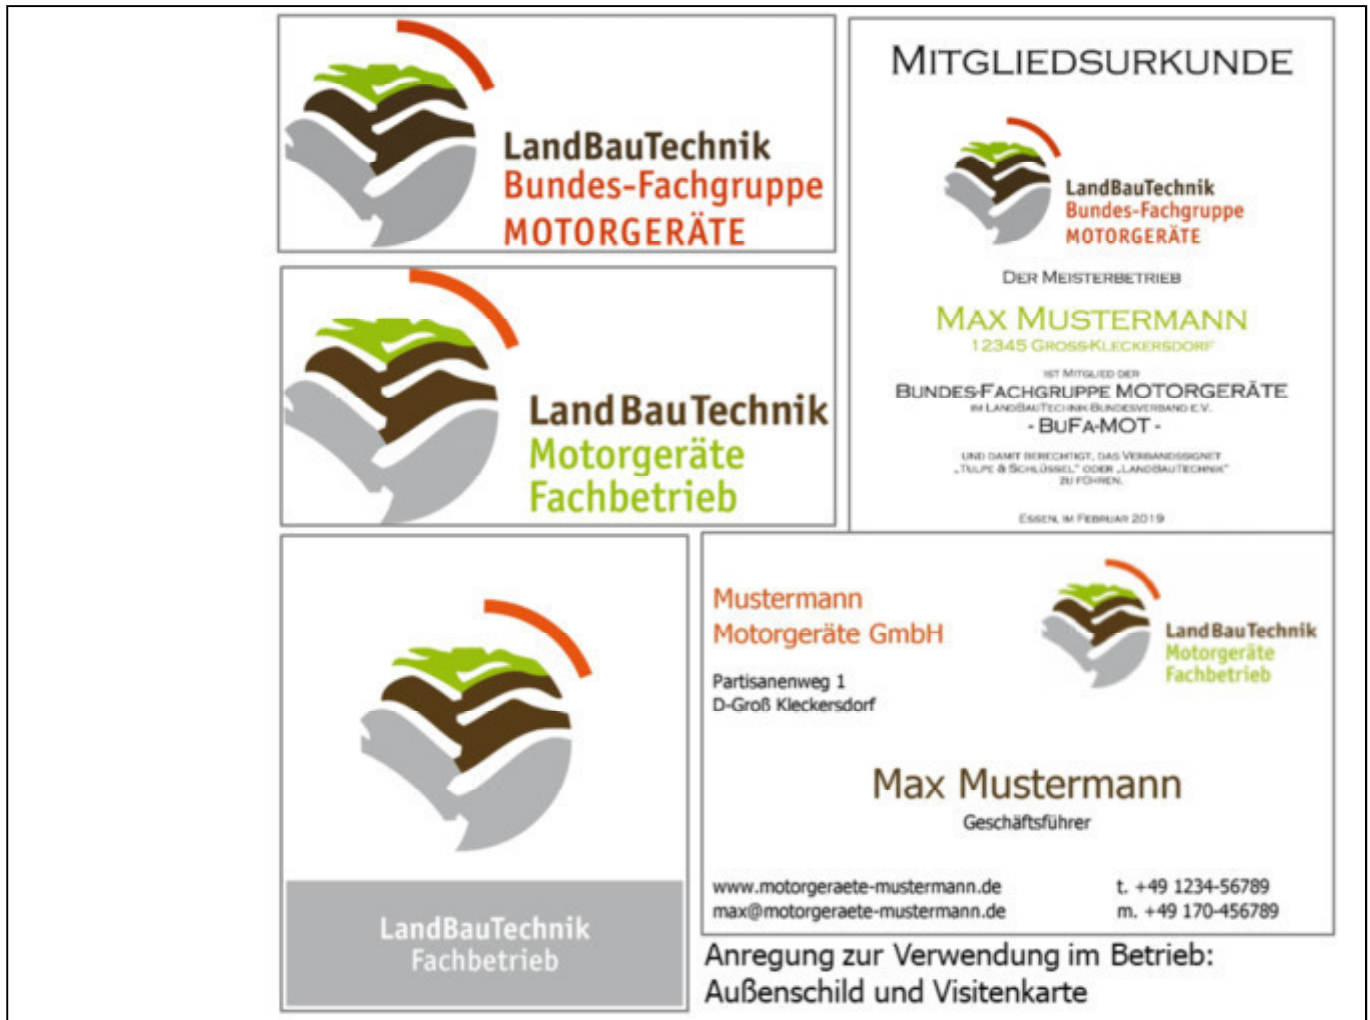 LandBauTechnik
Bundes-Fachgruppe
MOTORGERÄTE
MITGLIEDSURKUNDE
LandBauTechnik
Bundes-Fachgruppe
MOTORGERÄTE
DER MEISTERBETRIEB
MAX MUSTERMANN
12345 GROSS-KLECKERSDORF
IST MITGLIED DER
BUNDES-FACHGRUPPE MOTORGERÄTE
IM LANDBAUTECHNIK-BUNDESVERBAND E.V.
- BUFA-MOT -
UND DAMIT BERECHTIGT, DAS VERBANDSSIGNET
„TULPE & SCHLÜSSEL" ODER „LANDBAUTECHNIK"
ZU FÜHREN.
ESSEN, IM FEBRUAR 2019
LandBauTechnik
Motorgeräte
Fachbetrieb
LandBauTechnik
Fachbetrieb
Mustermann
Motorgeräte GmbH
LandBauTechnik
Motorgeräte
Fachbetrieb
Partisanenweg 1
D-Groß Kleckersdorf
Max Mustermann
Geschäftsführer
www.motorgeraete-mustermann.de
t. +49 1234-56789
max@motorgeraete-mustermann.de
m. +49 170-456789
Anregung zur Verwendung im Betrieb:
Außenschild und Visitenkarte